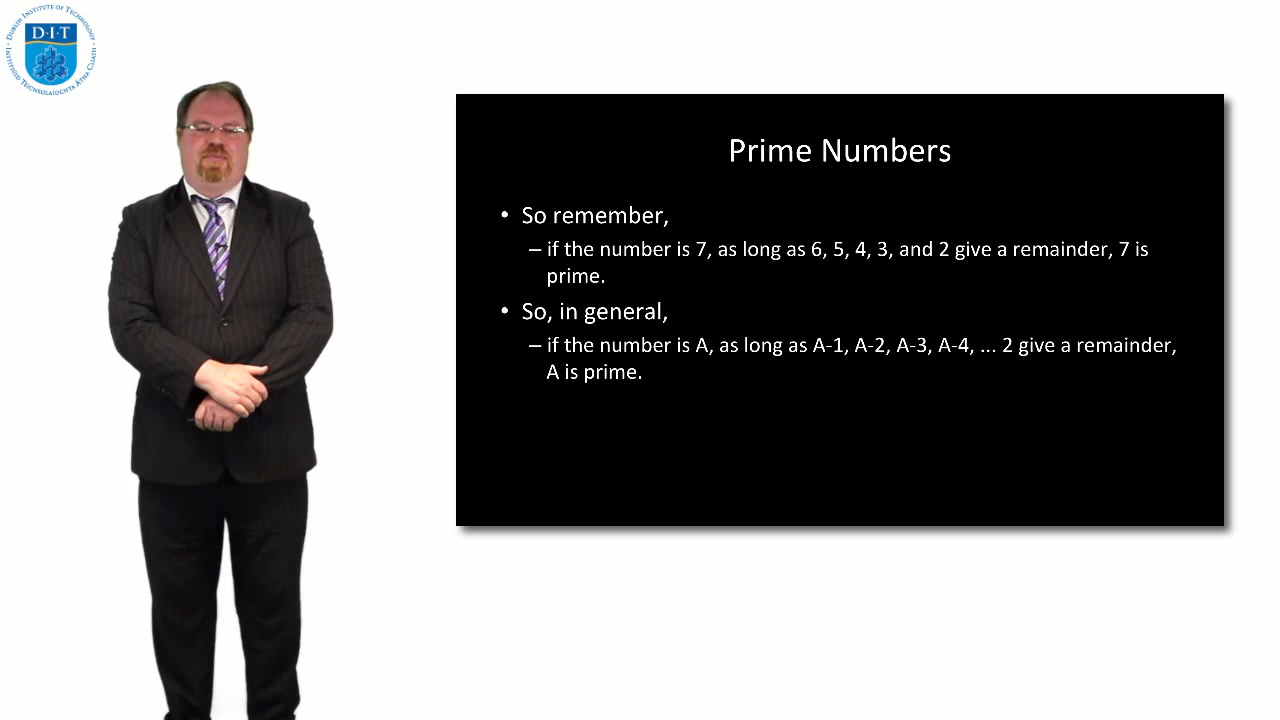 DUBLIN INSTITUTE OF TECHNOLOGY
D·I·T
INSTITIÚID TEICNEOLAÍOCHTA ÁTHA CLIATH
Prime Numbers
• So remember,
– if the number is 7, as long as 6, 5, 4, 3, and 2 give a remainder, 7 is
prime.
• So, in general,
– if the number is A, as long as A-1, A-2, A-3, A-4, ... 2 give a remainder,
A is prime.